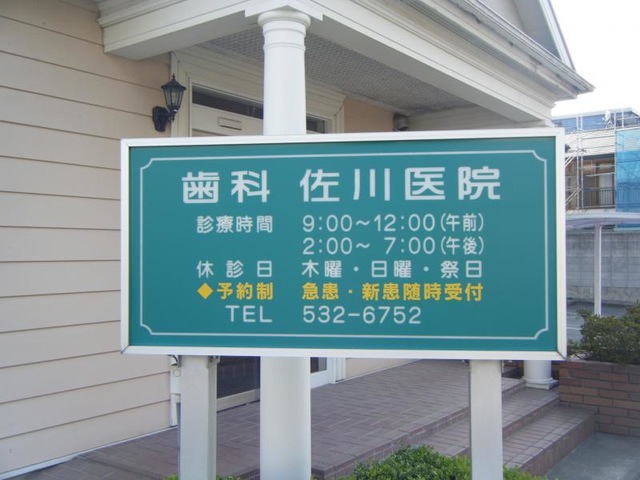 歯科 佐川医院
診療時間 9:00～12:00(午前)
2:00～ 7:00(午後)
休診日 木曜・日曜・祭日
◆予約制 急患・新患随時受付
TEL 532-6752